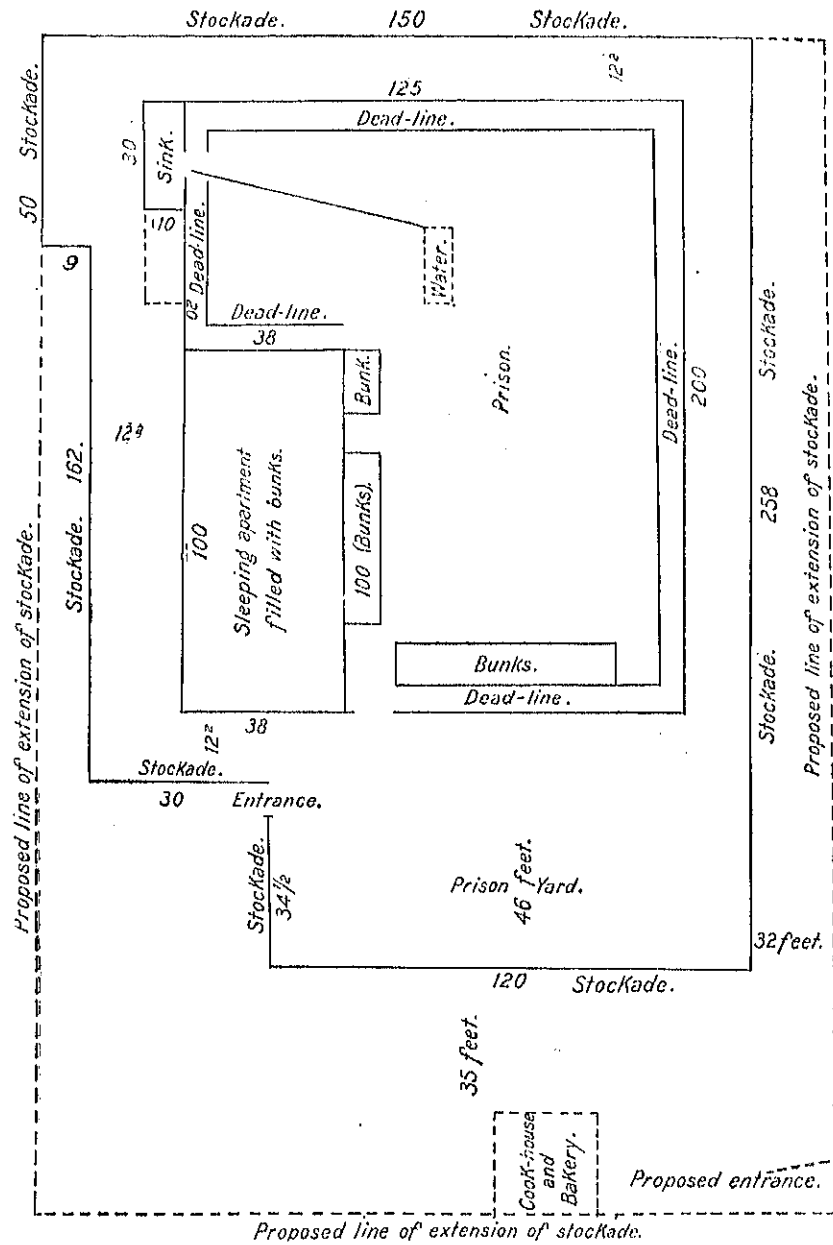 Stockade.
150
Stockade.
12²
125
Dead-line.
Stockade.
50
30
Sink.
10
9
Dead-line.
20
Water.
Dead-line.
38
Bunk.
Prison.
Dead-line.
200
Stockade.
258
Stockade.
Proposed line of extension of stockade.
162.
Stockade.
Proposed line of extension of stockade.
100
Sleeping apartment
filled with bunks.
100 (Bunks).
Bunks.
Dead-line.
38
12²
Stockade.
30
Entrance.
Stockade.
34½
Prison Yard.
46 feet.
32 feet.
120
Stockade.
35 feet.
Cook-house
and
Bakery.
Proposed entrance.
Proposed line of extension of stockade.